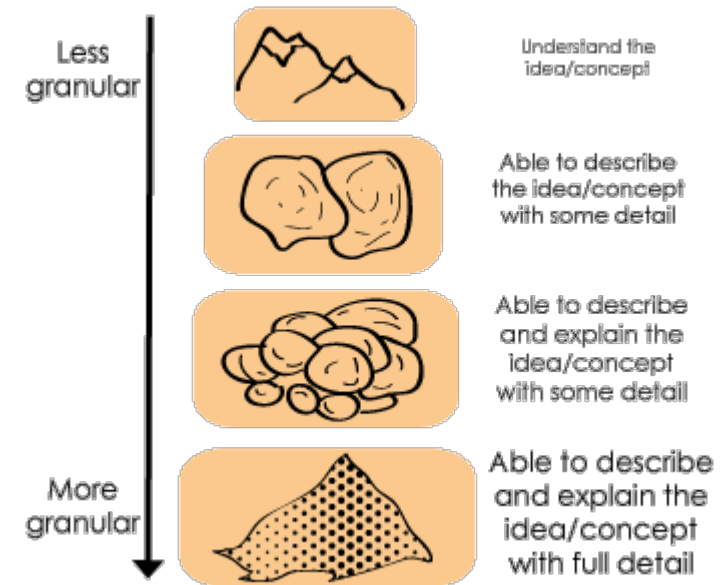 Less
granular
Understand the
idea/concept
Able to describe
the idea/concept
with some detail
Able to describe
and explain the
idea/concept
with some detail
More
granular
Able to describe
and explain the
idea/concept
with full detail